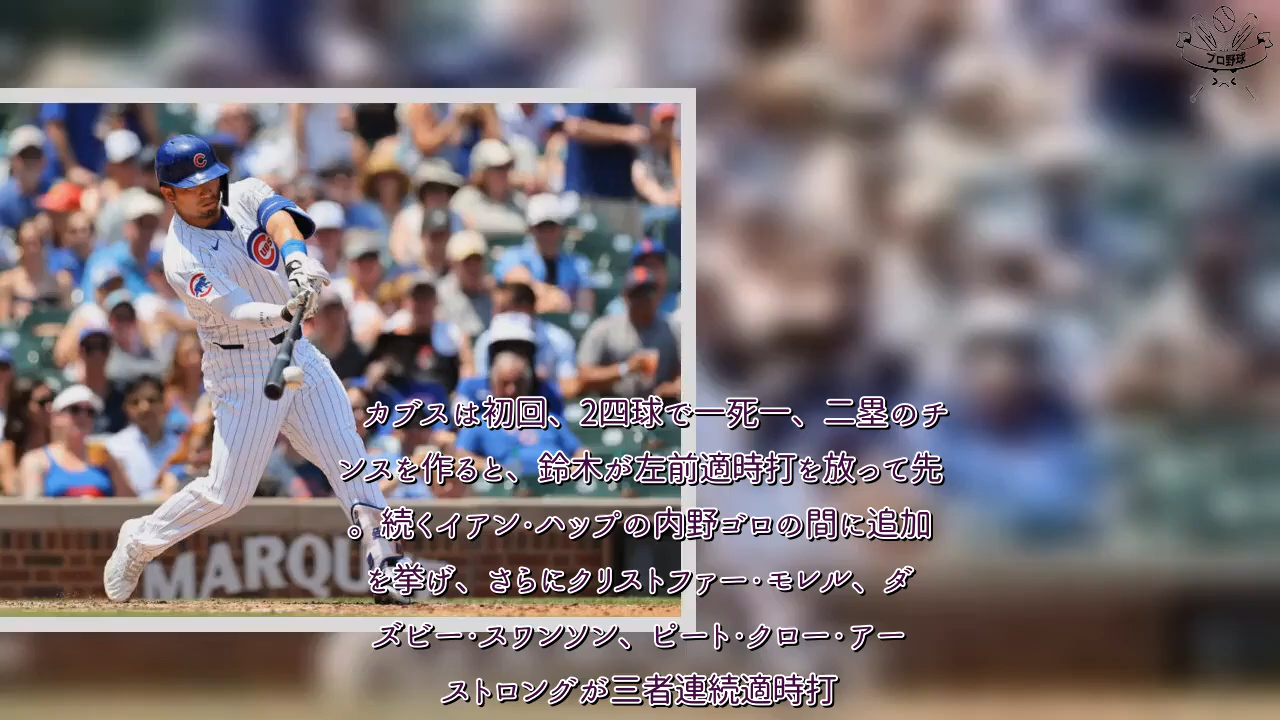 プロ野球
C
CUBS
MARQU
カブスは初回、2四球で一死一、二塁のチ
ンスを作ると、鈴木が左前適時打を放って先
。続くイアン・ハップの内野ゴロの間に追加
を挙げ、さらにクリストファー・モレル、ダ
ズビー・スワンソン、ピート・クロー・アー
ストロングが三者連続適時打